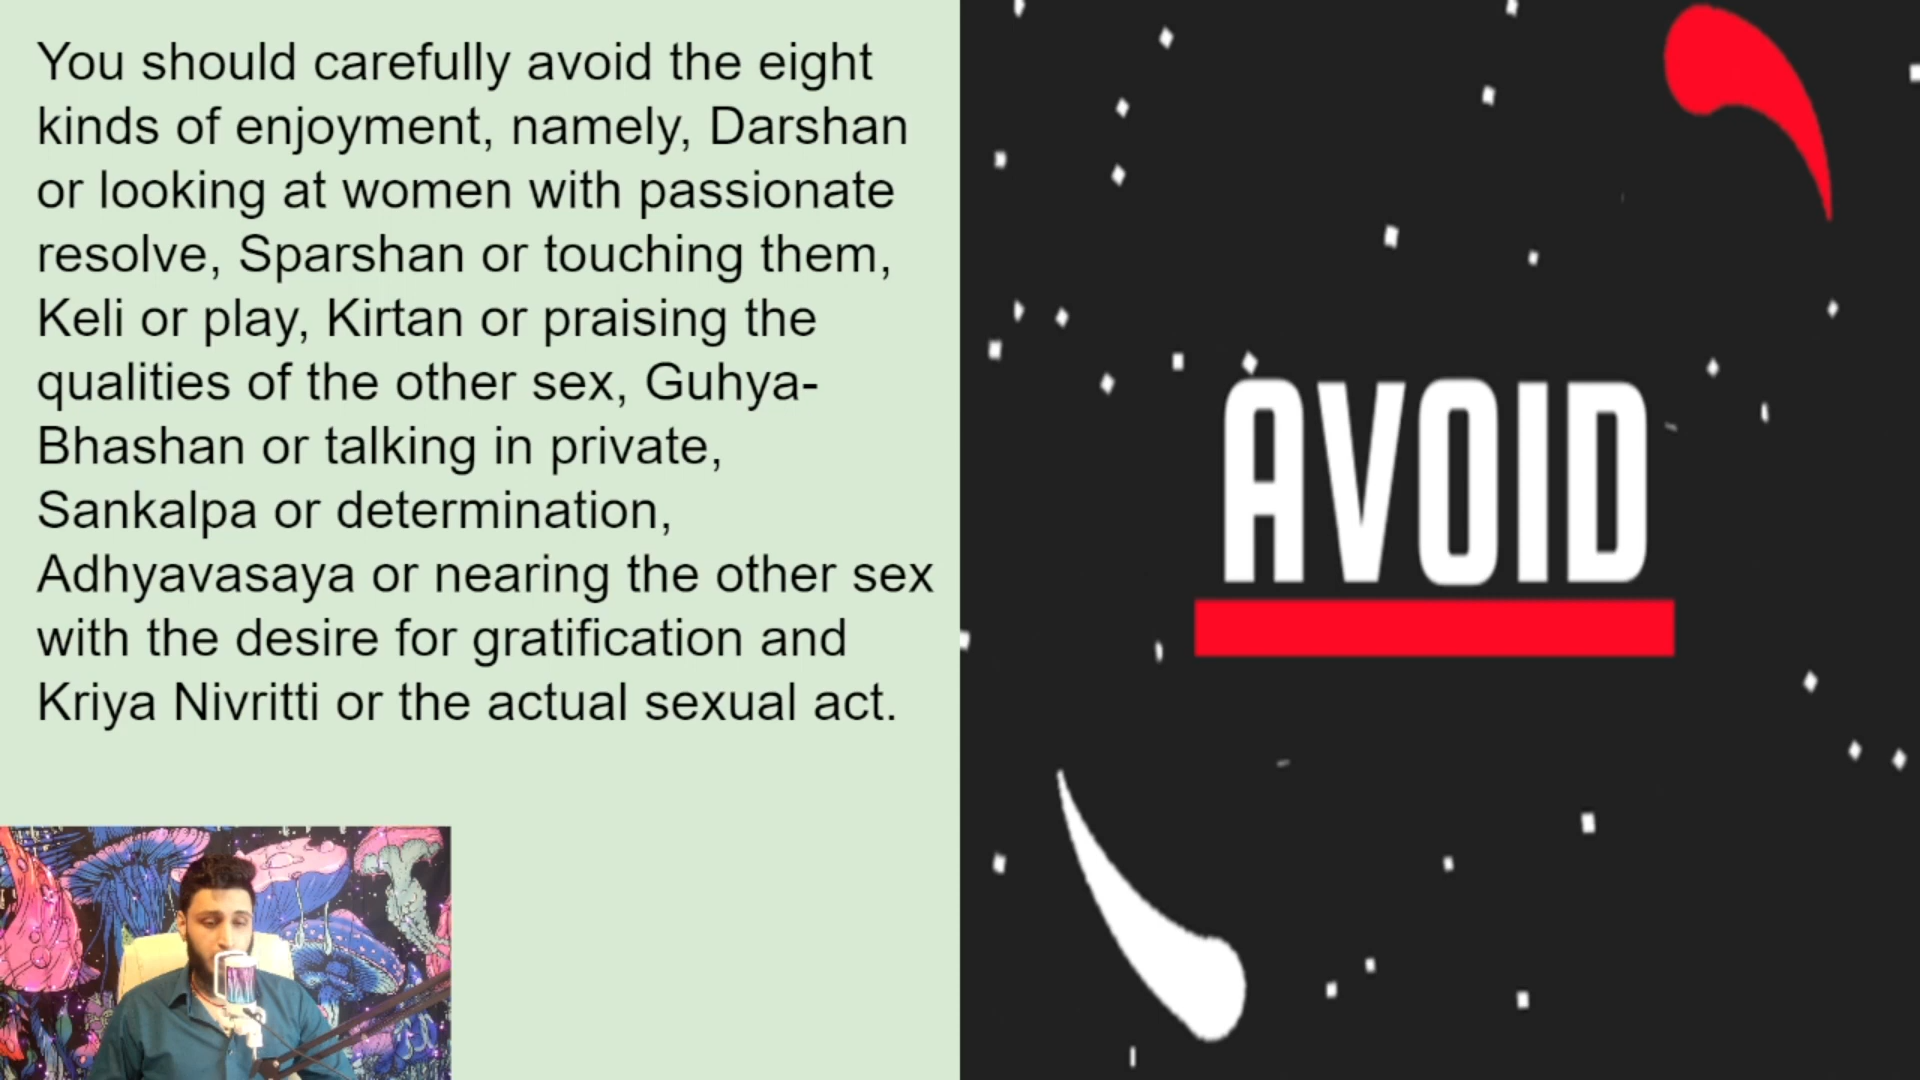 You should carefully avoid the eight
kinds of enjoyment, namely, Darshan
or looking at women with passionate
resolve, Sparshan or touching them,
Keli or play, Kirtan or praising the
qualities of the other sex, Guhya-
Bhashan or talking in private,
Sankalpa or determination,
Adhyavasaya or nearing the other sex
with the desire for gratification and
Kriya Nivritti or the actual sexual act.
AVOID